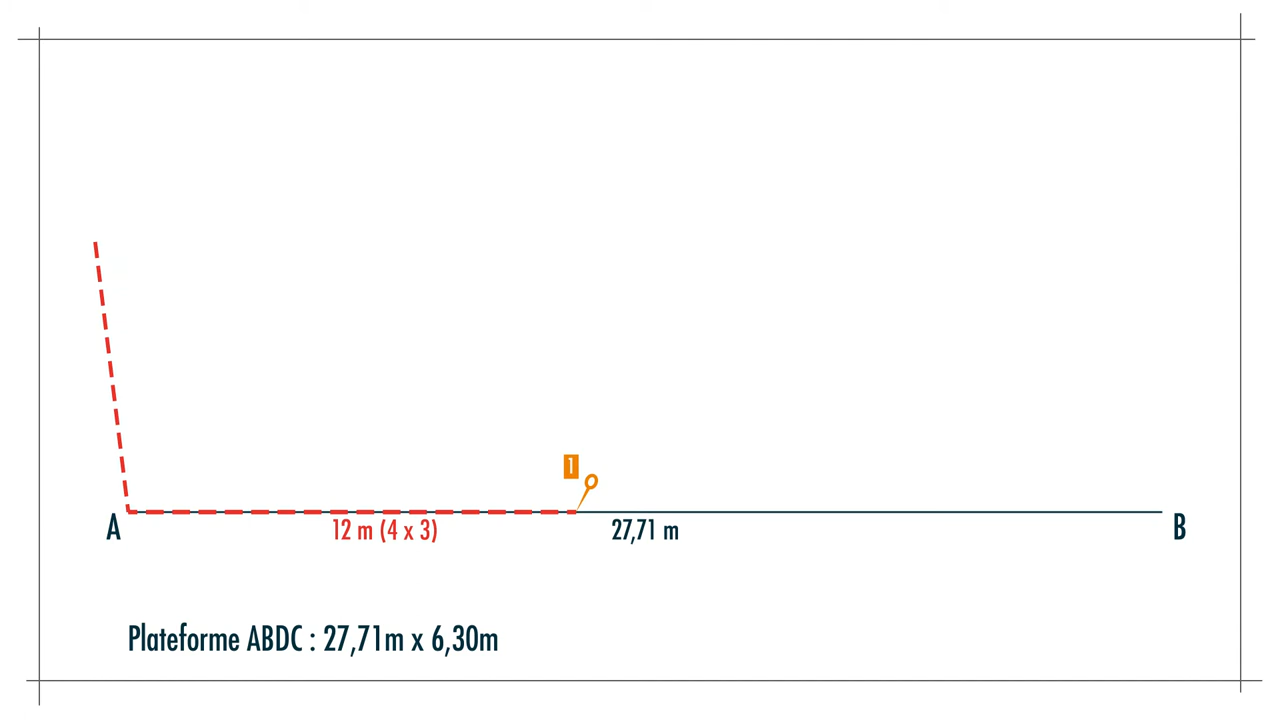 1
A
12 m (4 x 3)
27,71 m
B
Plateforme ABDC : 27,71m x 6,30m